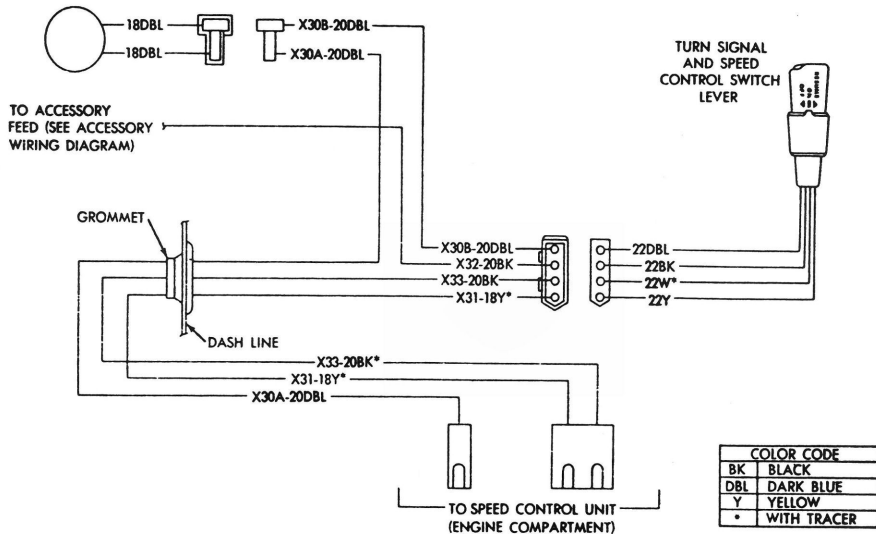 18DBL
X30B-20DBL
18DBL
X30A-20DBL
TURN SIGNAL
AND SPEED
CONTROL SWITCH
LEVER
RESUME
ON
OFF
TO ACCESSORY
FEED (SEE ACCESSORY
WIRING DIAGRAM)
GROMMET
X30B-20DBL
22DBL
X32-20BK
22BK
X33-20BK
22W*
X31-18Y*
22Y
DASH LINE
X33-20BK*
X31-18Y*
X30A-20DBL
TO SPEED CONTROL UNIT
(ENGINE COMPARTMENT)
COLOR CODE
BK BLACK
DBL DARK BLUE
Y YELLOW
* WITH TRACER